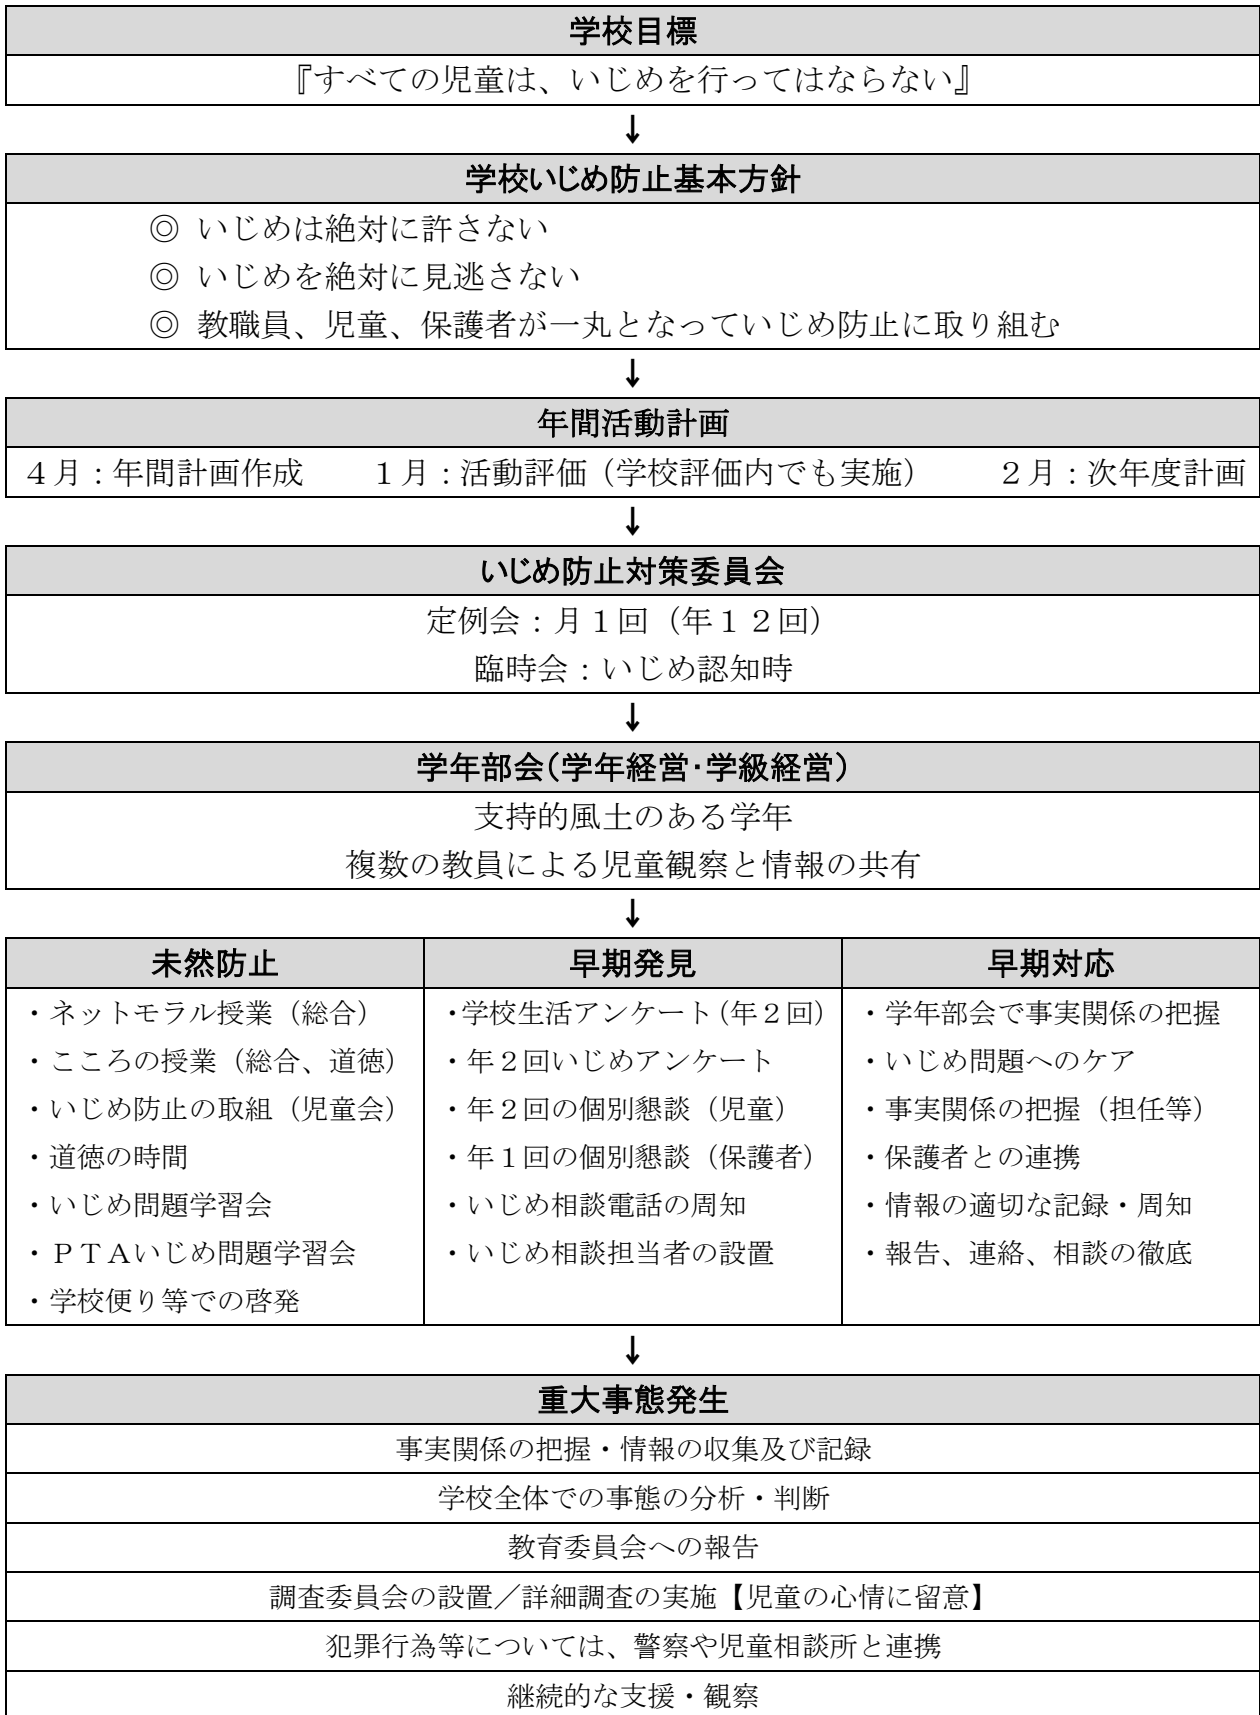 学校目標
『すべての児童は、いじめを行ってはならない』
↓
学校いじめ防止基本方針
◎ いじめは絶対に許さない
◎ いじめを絶対に見逃さない
◎ 教職員、児童、保護者が一丸となっていじめ防止に取り組む
↓
年間活動計画
４月：年間計画作成　　１月：活動評価（学校評価内でも実施）　　２月：次年度計画
↓
いじめ防止対策委員会
定例会：月１回（年１２回）
臨時会：いじめ認知時
↓
学年部会（学年経営・学級経営）
支持的風土のある学年
複数の教員による児童観察と情報の共有
↓
未然防止
・ネットモラル授業（総合）
・こころの授業（総合、道徳）
・いじめ防止の取組（児童会）
・道徳の時間
・いじめ問題学習会
・ＰＴＡいじめ問題学習会
・学校便り等での啓発
早期発見
・学校生活アンケート（年２回）
・年２回いじめアンケート
・年２回の個別懇談（児童）
・年１回の個別懇談（保護者）
・いじめ相談電話の周知
・いじめ相談担当者の設置
早期対応
・学年部会で事実関係の把握
・いじめ問題へのケア
・事実関係の把握（担任等）
・保護者との連携
・情報の適切な記録・周知
・報告、連絡、相談の徹底
↓
重大事態発生
事実関係の把握・情報の収集及び記録
学校全体での事態の分析・判断
教育委員会への報告
調査委員会の設置／詳細調査の実施【児童の心情に留意】
犯罪行為等については、警察や児童相談所と連携
継続的な支援・観察